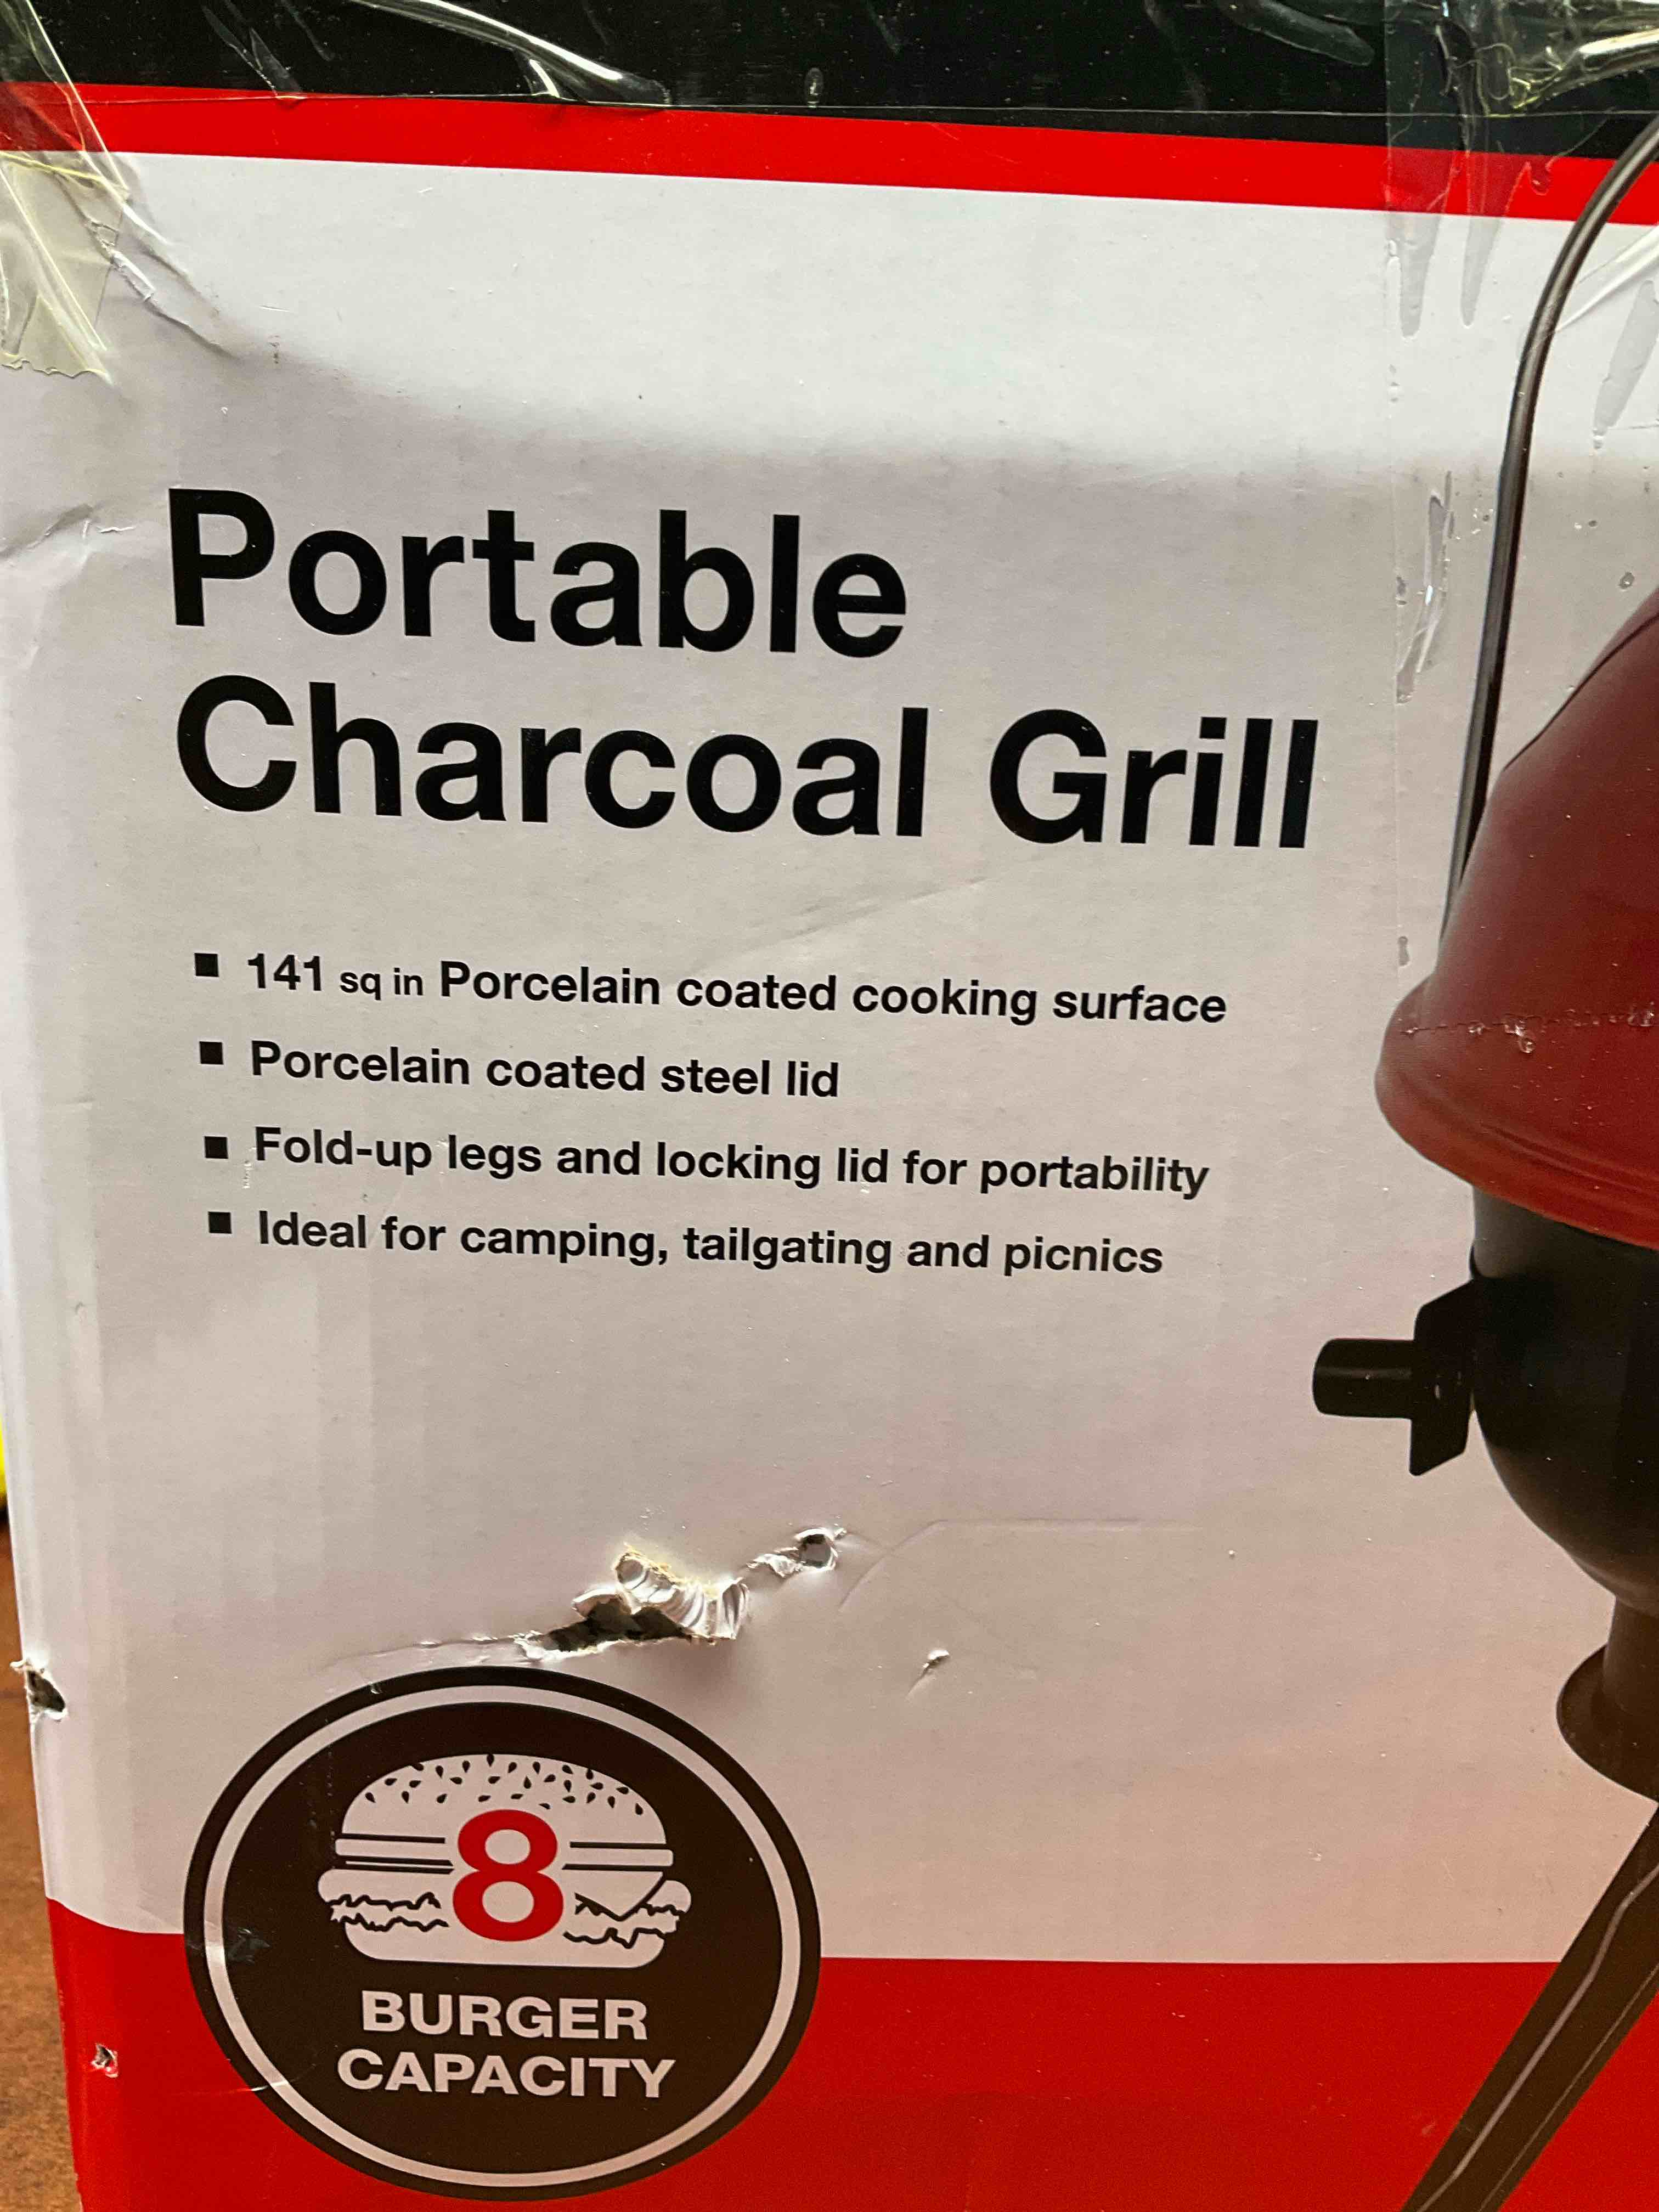 Portable
Charcoal Grill
▪ 141 sq in Porcelain coated cooking surface
▪ Porcelain coated steel lid
▪ Fold-up legs and locking lid for portability
▪ Ideal for camping, tailgating and picnics
8
BURGER
CAPACITY